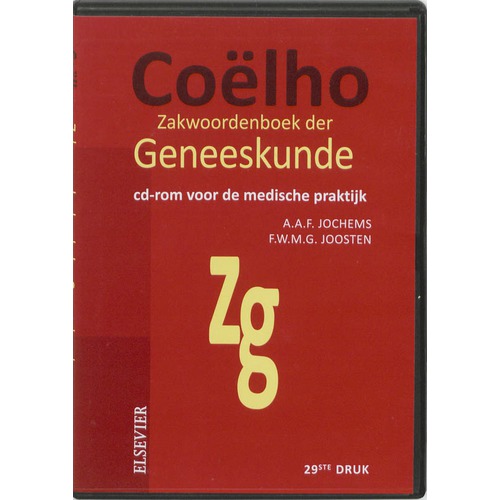 Coëlho
Zakwoordenboek der
Geneeskunde
cd-rom voor de medische praktijk
A.A.F. JOCHEMS
F.W.M.G. JOOSTEN
Zg
ELSEVIER
29STE DRUK